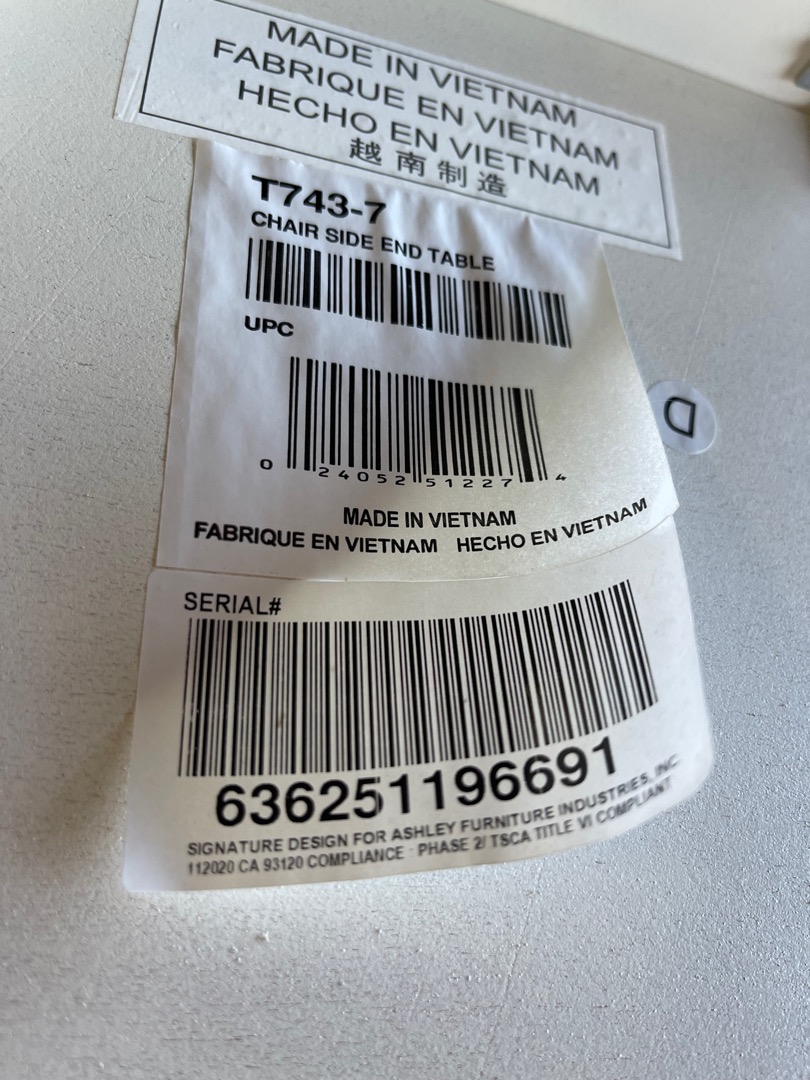 MADE IN VIETNAM
FABRIQUE EN VIETNAM
HECHO EN VIETNAM
越南制造
T743-7
CHAIR SIDE END TABLE
UPC
0 24052 51227 4
MADE IN VIETNAM
FABRIQUE EN VIETNAM HECHO EN VIETNAM
D
SERIAL#
636251196691
SIGNATURE DESIGN FOR ASHLEY FURNITURE INDUSTRIES, INC.
112020 CA 93120 COMPLIANCE - PHASE 2/ TSCA TITLE VI COMPLIANT